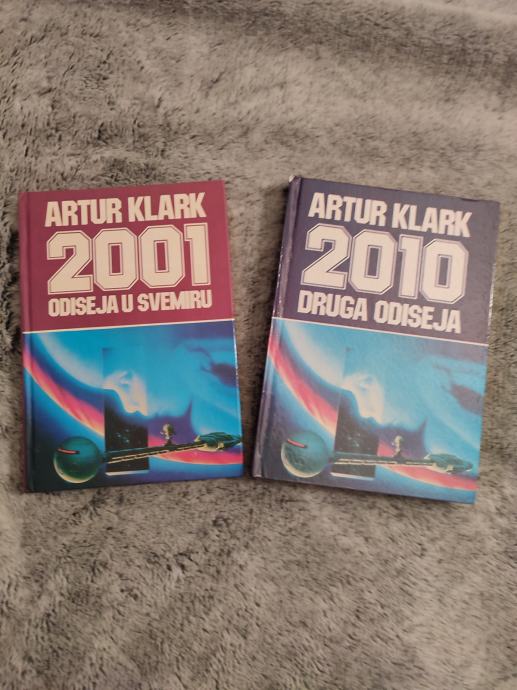 ARTUR KLARK
2001
ODISEJA U SVEMIRU
ARTUR KLARK
2010
DRUGA ODISEJA